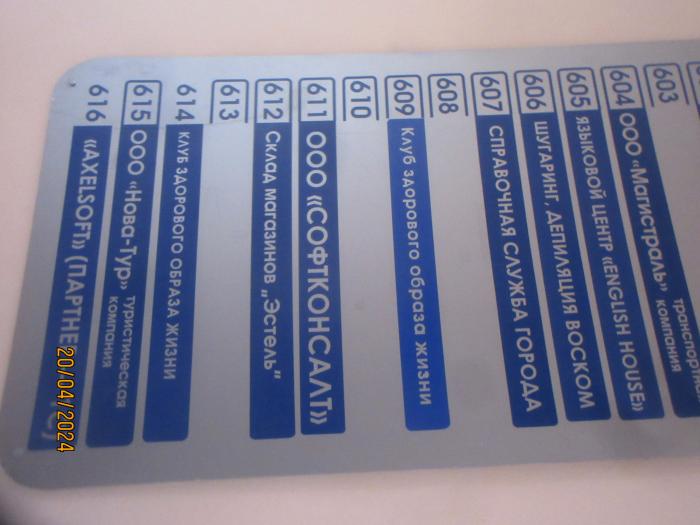 603
604 ООО «Магистраль» транспортная
компания
605 ЯЗЫКОВОЙ ЦЕНТР «ENGLISH HOUSE»
606 ШУГАРИНГ, ДЕПИЛЯЦИЯ ВОСКОМ
607 СПРАВОЧНАЯ СЛУЖБА ГОРОДА
608
609 Клуб здорового образа жизни
610
611 ООО «СОФТКОНСАЛТ»
612 Склад магазинов „Эстель"
613
614 КЛУБ ЗДОРОВОГО ОБРАЗА ЖИЗНИ
615 ООО «Нова-Тур» туристическая
компания
616 «AXELSOFT»
20/04/2024